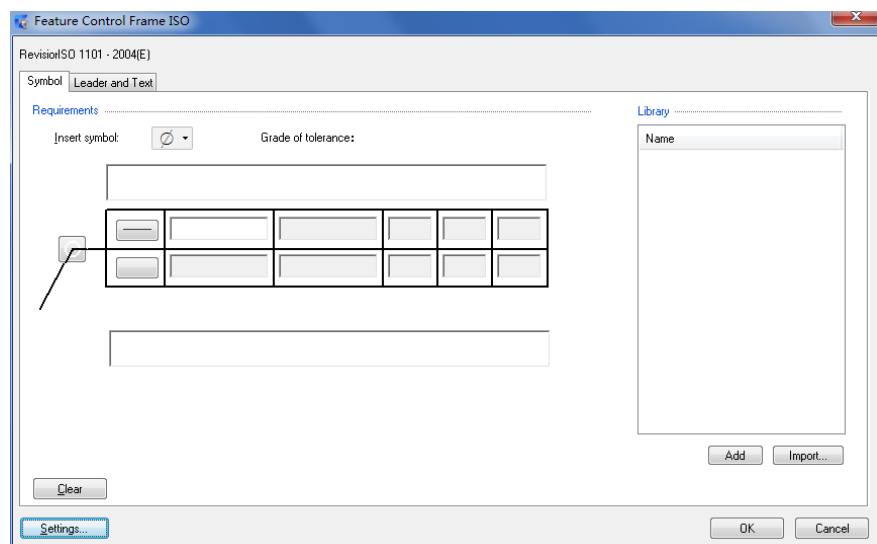 Feature Control Frame ISO
RevisiorISO 1101 - 2004(E)
Symbol Leader and Text
Requirements
Library
Insert symbol:
Grade of tolerance:
Name
Add Import...
Clear
Settings...
OK Cancel